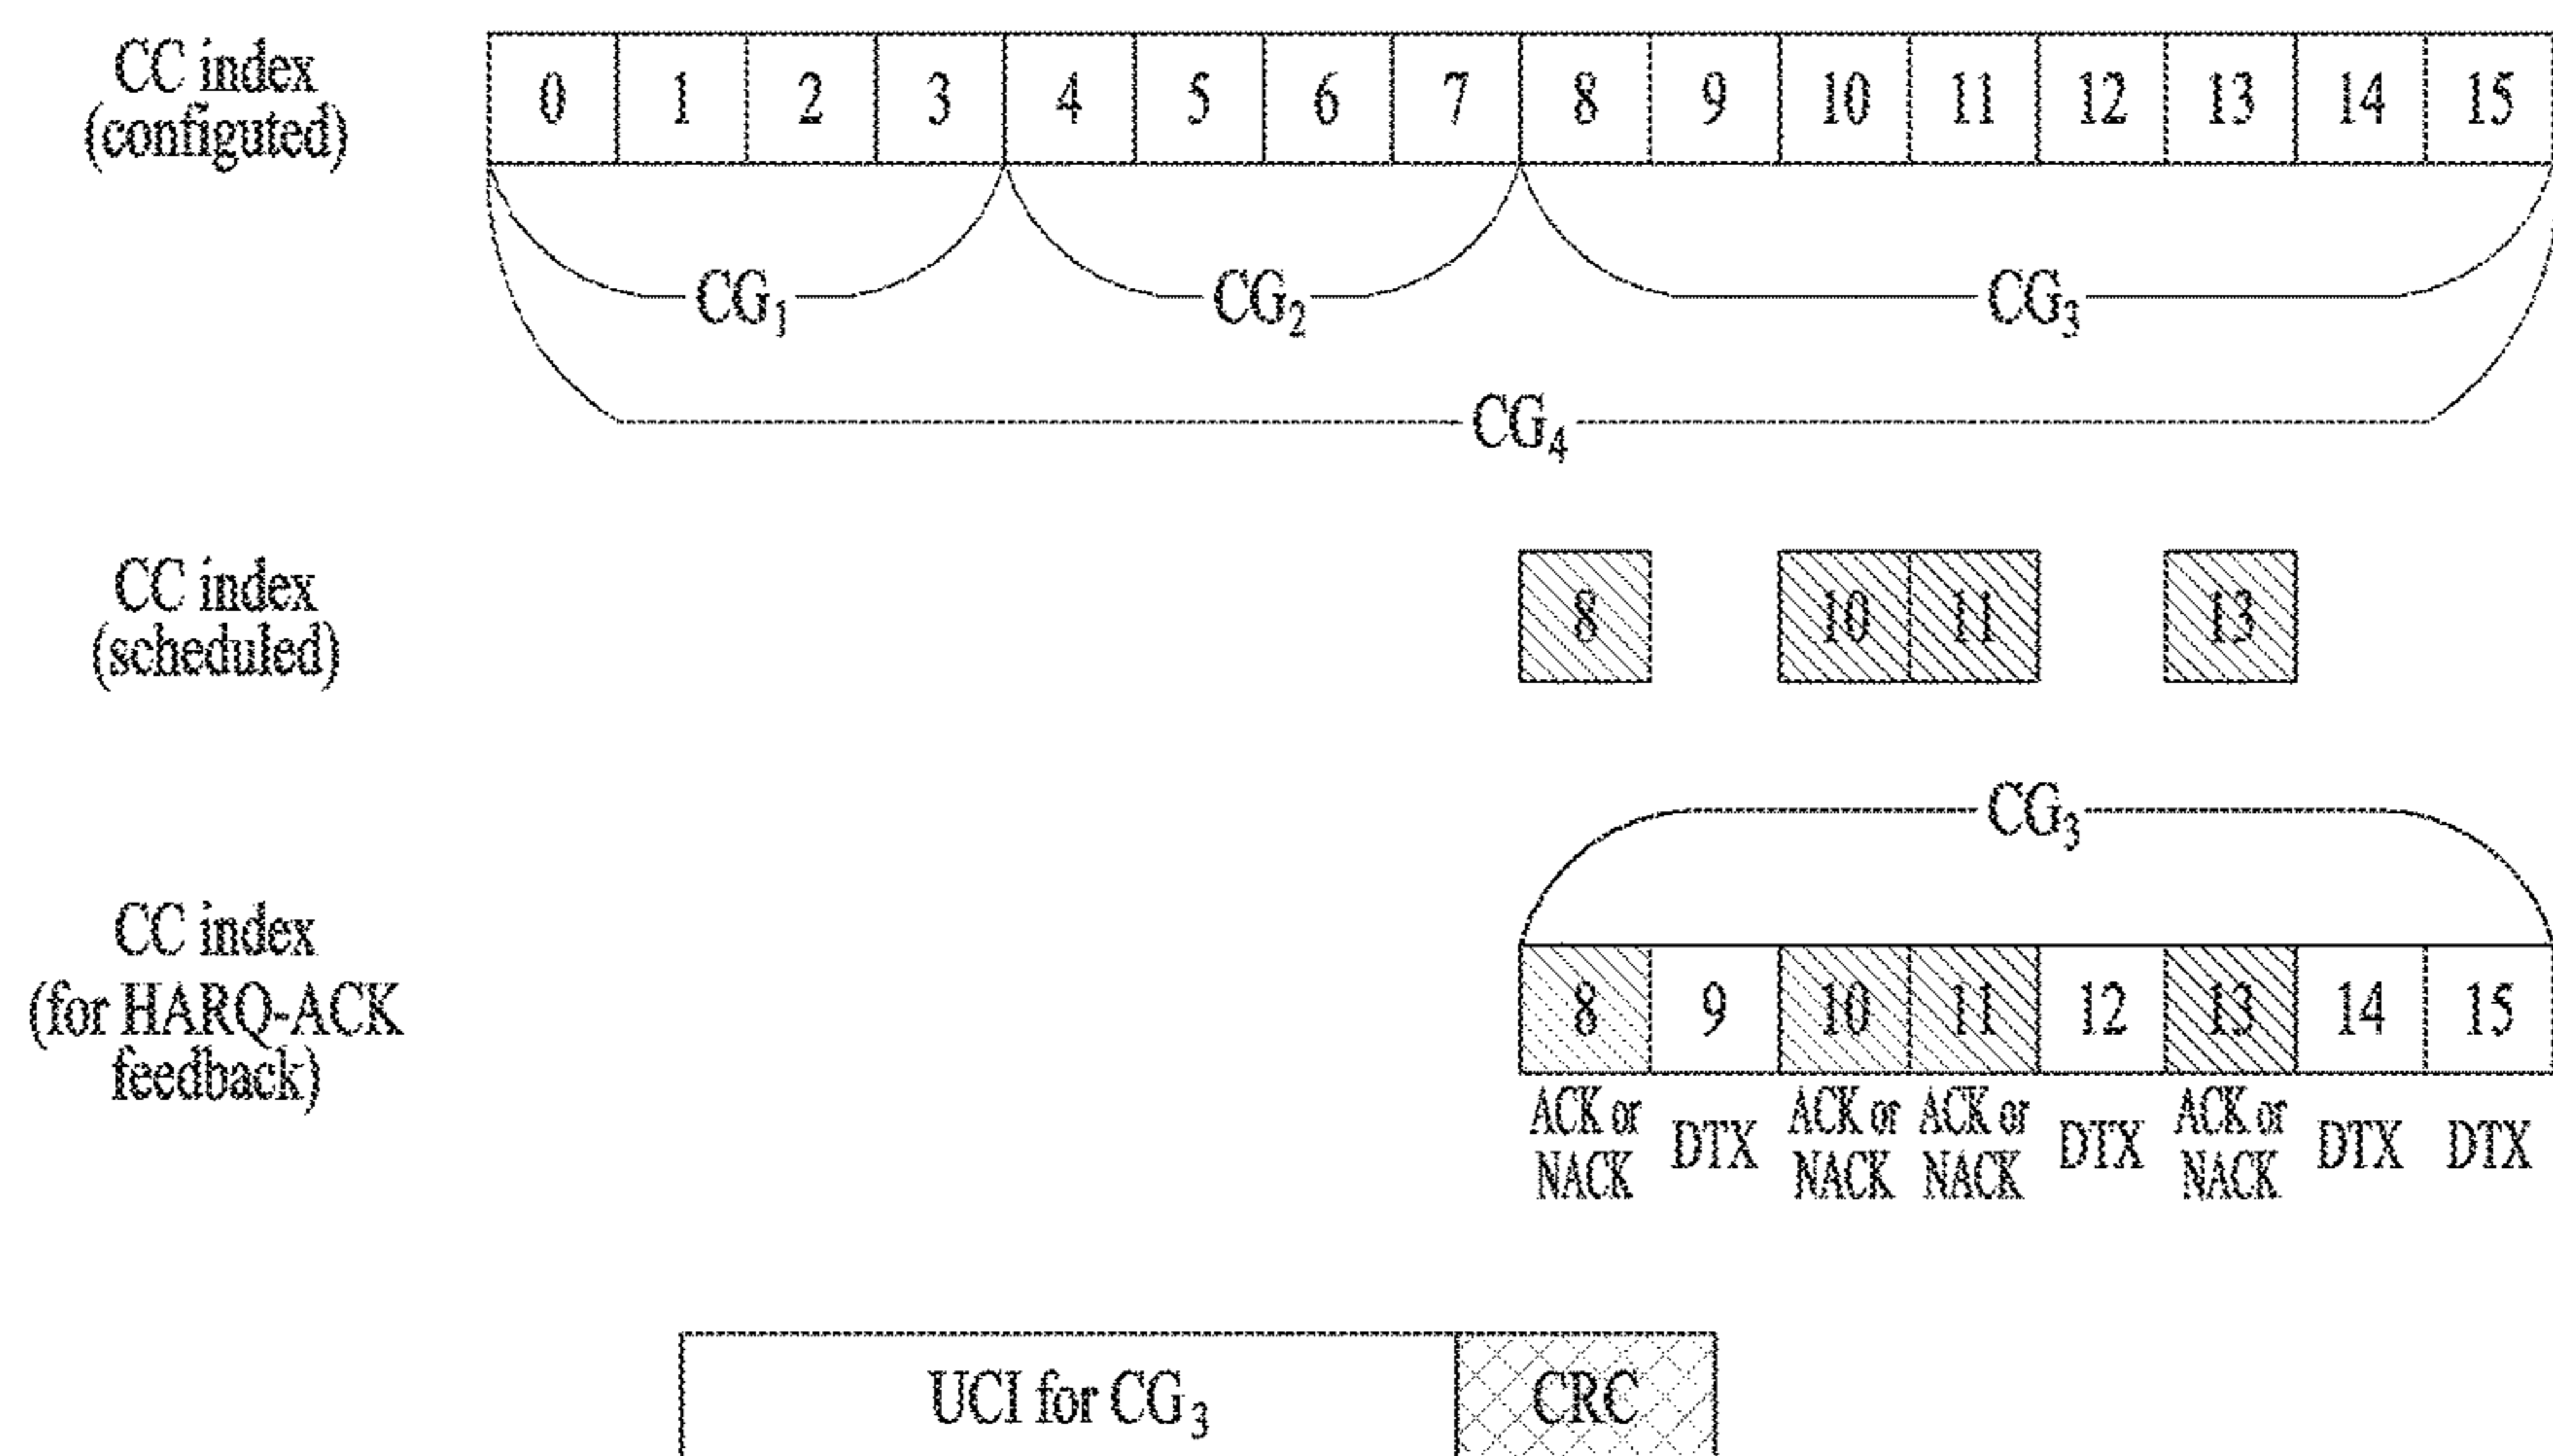 CC index
(configuted)
0 1 2 3 4 5 6 7 8 9 10 11 12 13 14 15
CG1 CG2 CG3
CG4
CC index
(scheduled)
8 10 11 13
CG3
CC index
(for HARQ-ACK
feedback)
8 9 10 11 12 13 14 15
ACK or
NACK
DTX
ACK or
NACK
ACK or
NACK
DTX
ACK or
NACK
DTX
DTX
UCI for CG3
CRC